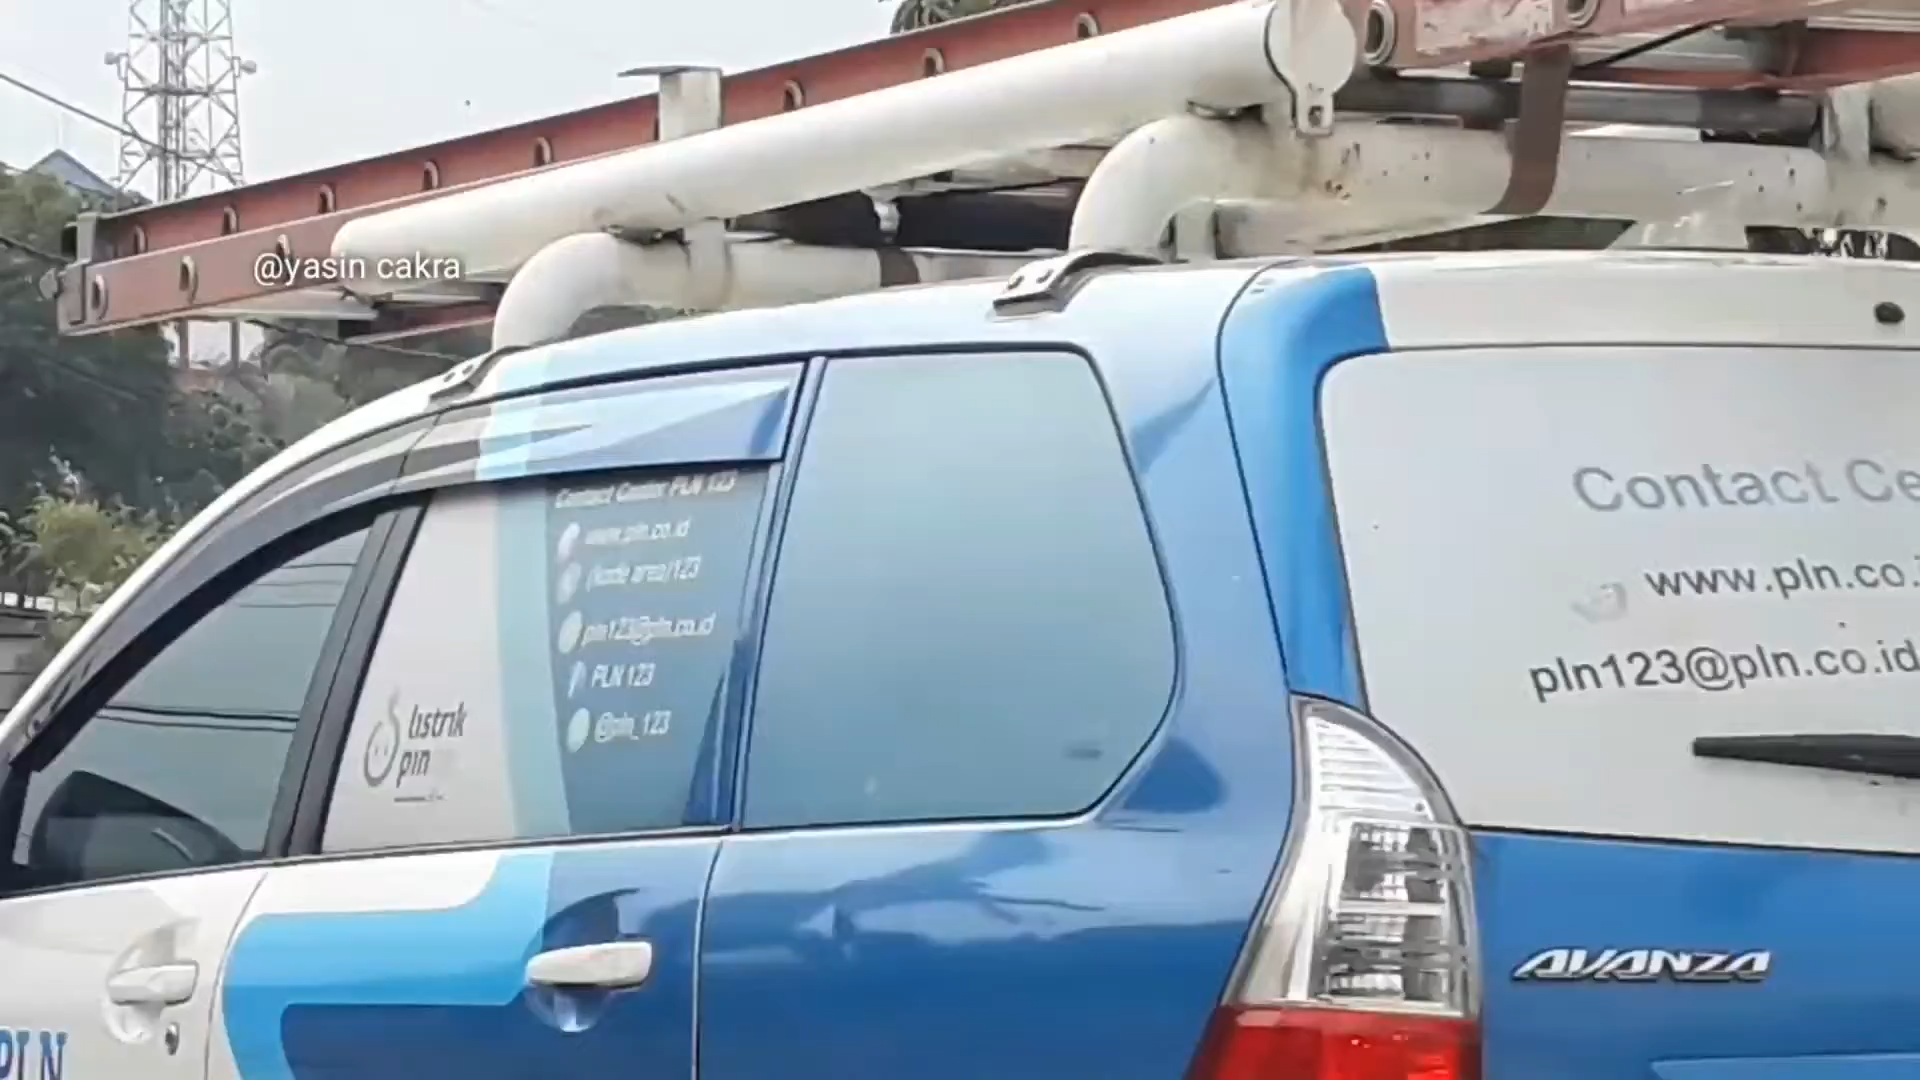 @yasin cakra
Contact Center PLN 123
www.pln.co.id
(kode area)123
pln123@pln.co.id
PLN 123
@pln_123
listrik
pln
Contact Ce
www.pln.co.i
pln123@pln.co.id
AVANZA
PLN